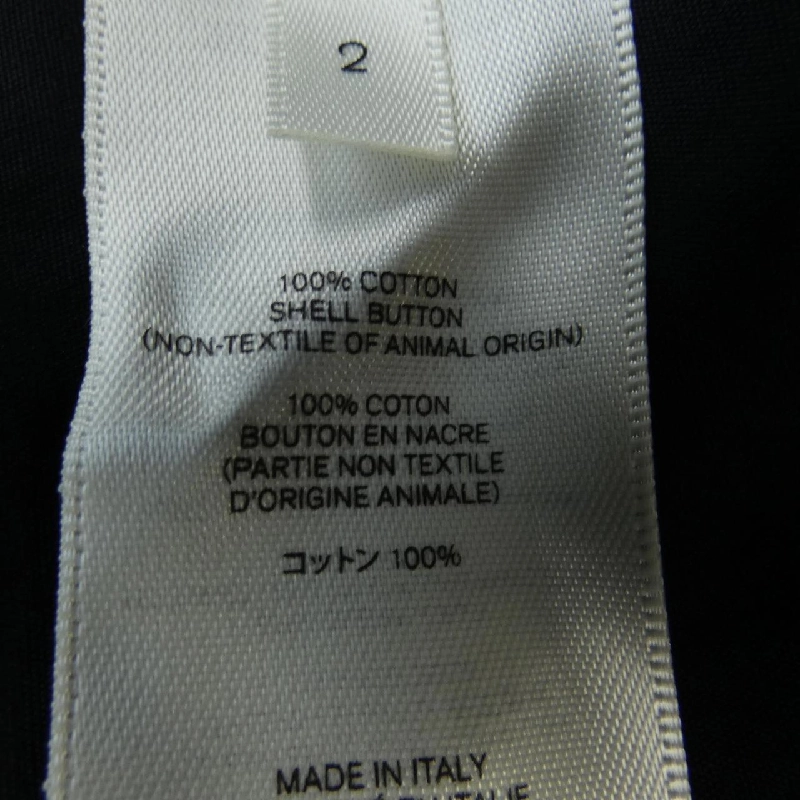 2
100% COTTON
SHELL BUTTON
(NON-TEXTILE OF ANIMAL ORIGIN)
100% COTON
BOUTON EN NACRE
(PARTIE NON TEXTILE
D'ORIGINE ANIMALE)
コットン 100%
MADE IN ITALY